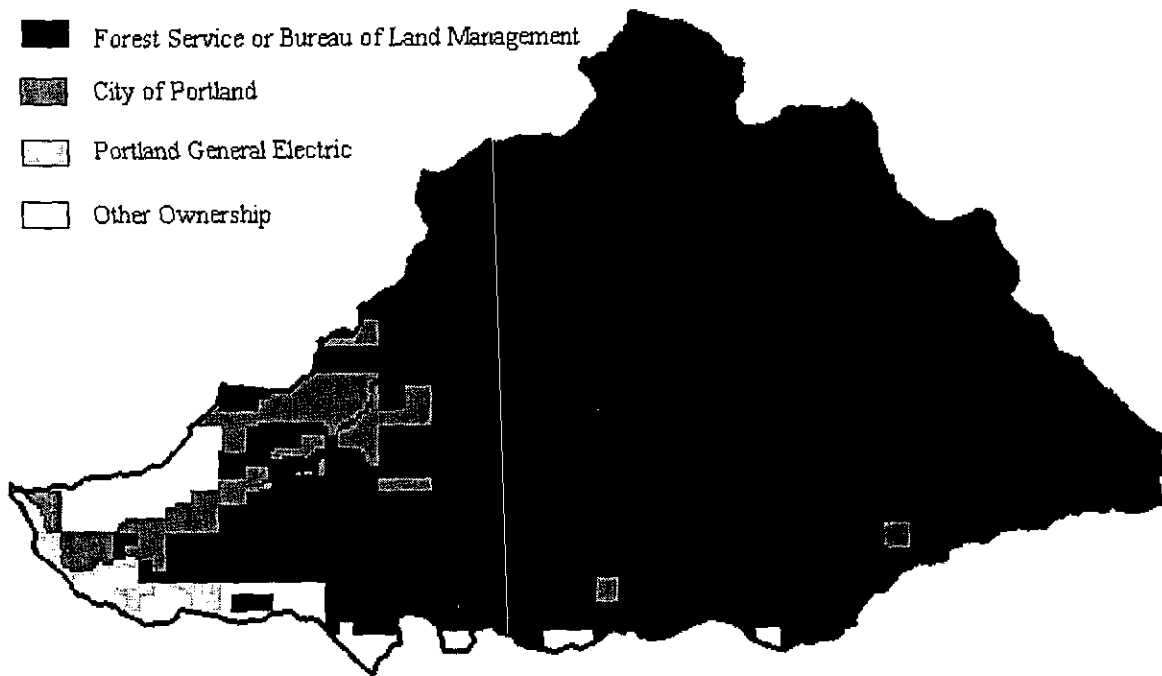 Forest Service or Bureau of Land Management
City of Portland
Portland General Electric
Other Ownership